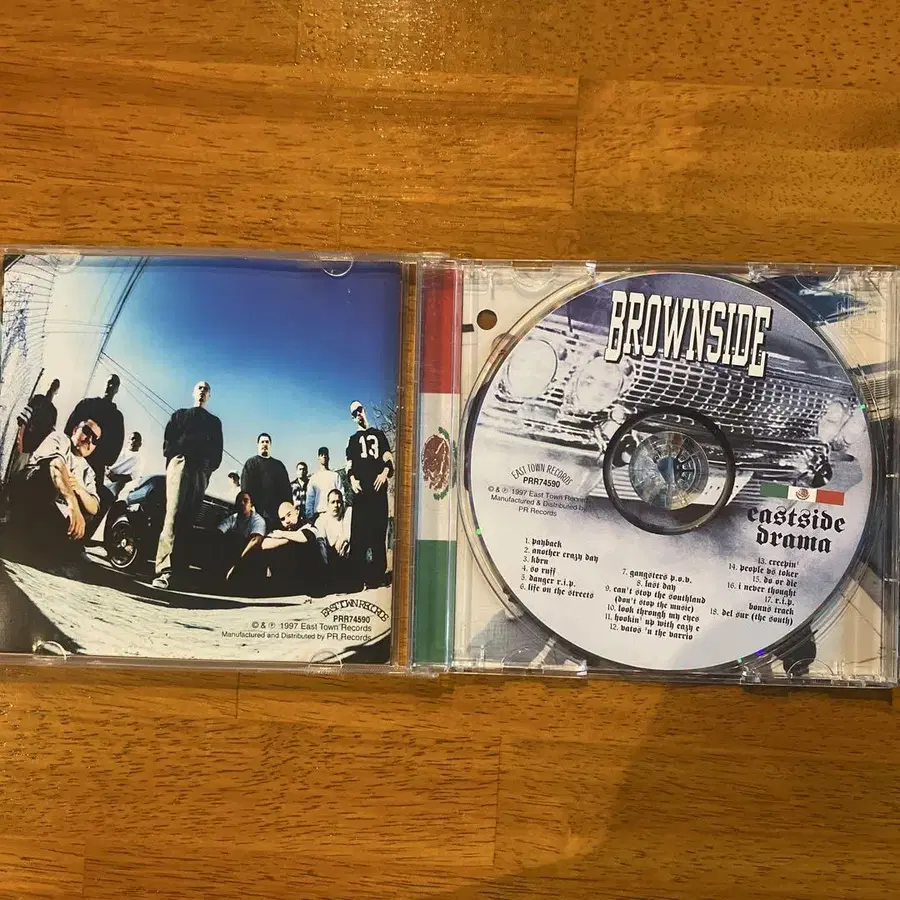 13
EAST TOWN RECORDS
PRR74590
© & ℗ 1997 East Town Records
Manufactured and Distributed by PR Records
BROWNSIDE
EAST TOWN RECORDS
PRR74590
© & ℗ 1997 East Town Records
Manufactured & Distributed by
PR Records
eastside
drama
1. payback
2. another crazy day
3. kbrn
4. so ruff
5. danger r.i.p.
6. life on the streets
7. gangsters p.o.v.
8. last day
9. can't stop the southland
(don't stop the music)
10. look through my eyes
11. hookin' up with eazy e
12. vatos 'n the varrio
13. creepin'
14. people vs toker
15. do or die
16. i never thought
17. r.i.p.
bonus track
18. del sur (the south)